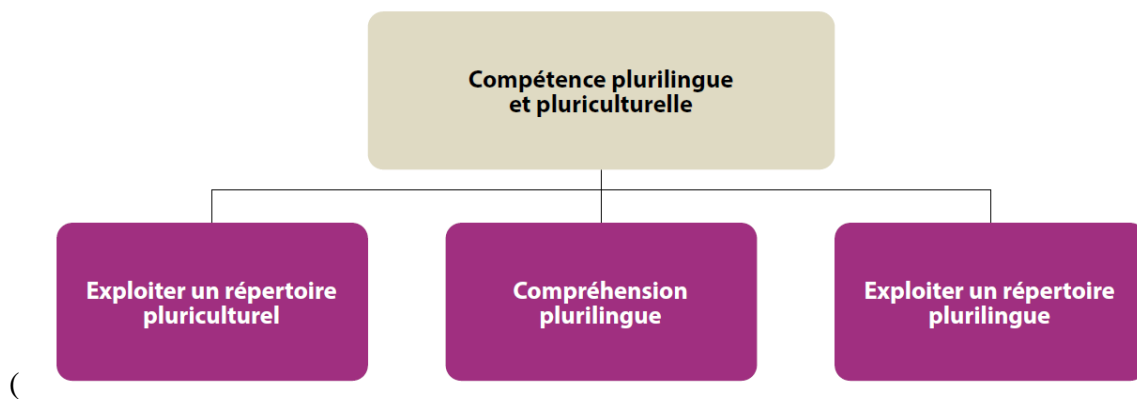 Compétence plurilingue
et pluriculturelle
Exploiter un répertoire
pluriculturel
Compréhension
plurilingue
Exploiter un répertoire
plurilingue
(